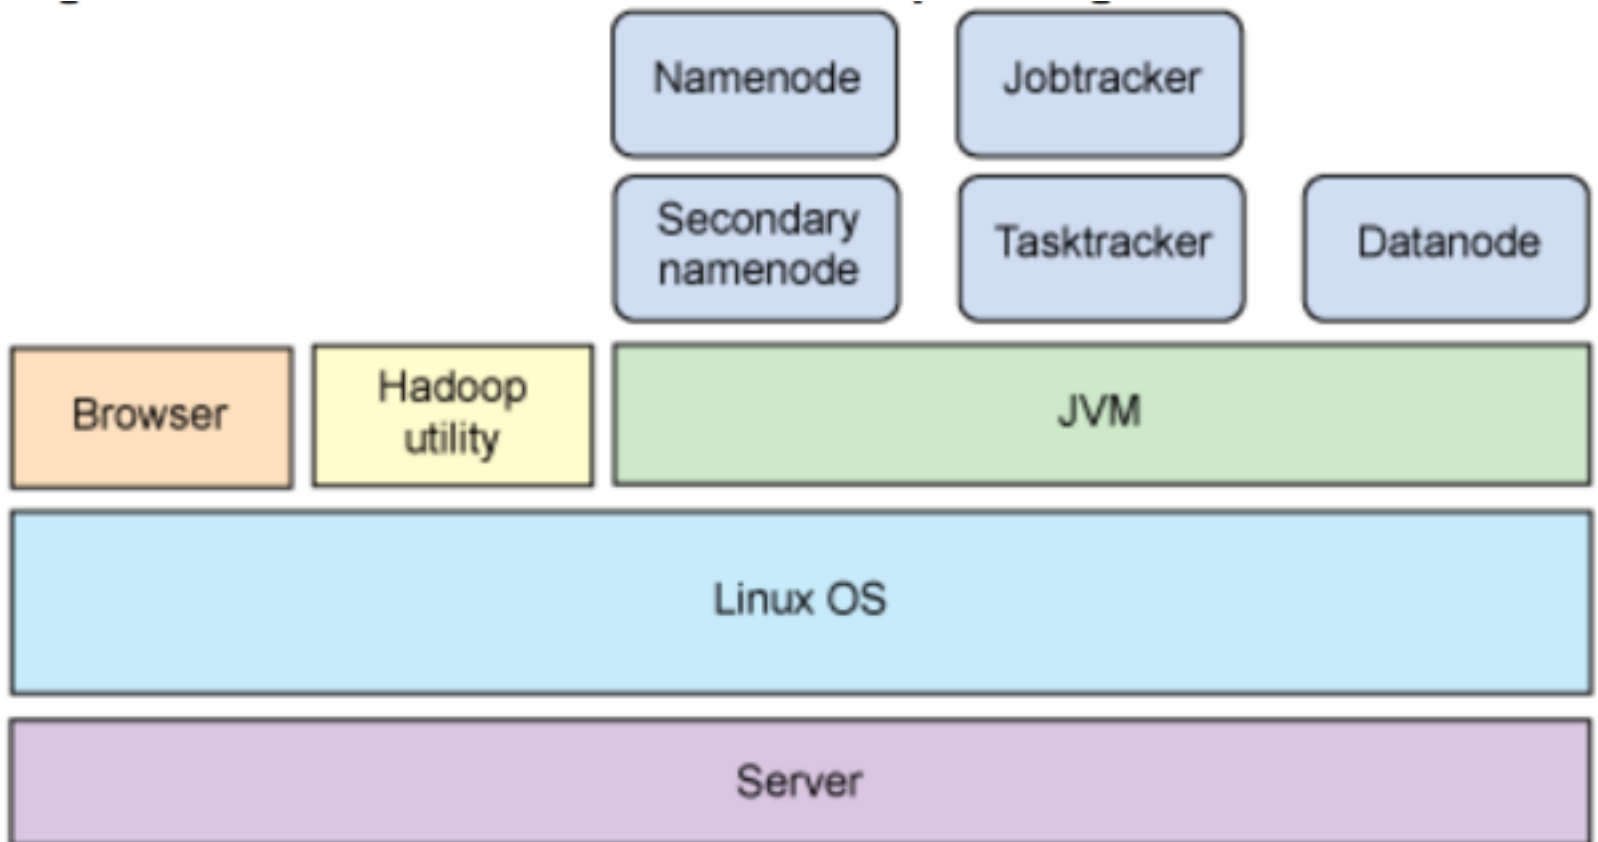 Namenode
Jobtracker
Secondary
namenode
Tasktracker
Datanode
Browser
Hadoop
utility
JVM
Linux OS
Server